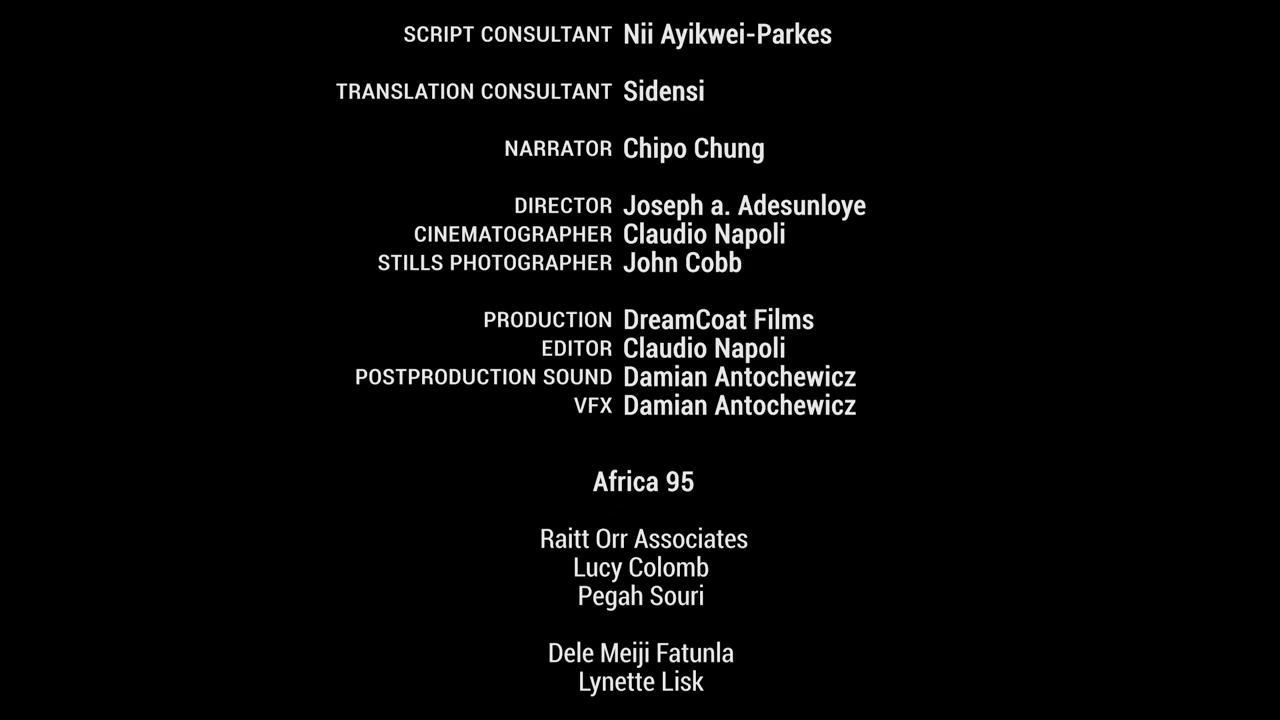 SCRIPT CONSULTANT Nii Ayikwei-Parkes
TRANSLATION CONSULTANT Sidensi
NARRATOR Chipo Chung
DIRECTOR Joseph a. Adesunloye
CINEMATOGRAPHER Claudio Napoli
STILLS PHOTOGRAPHER John Cobb
PRODUCTION DreamCoat Films
EDITOR Claudio Napoli
POSTPRODUCTION SOUND Damian Antochewicz
VFX Damian Antochewicz
Africa 95
Raitt Orr Associates
Lucy Colomb
Pegah Souri
Dele Meiji Fatunla
Lynette Lisk